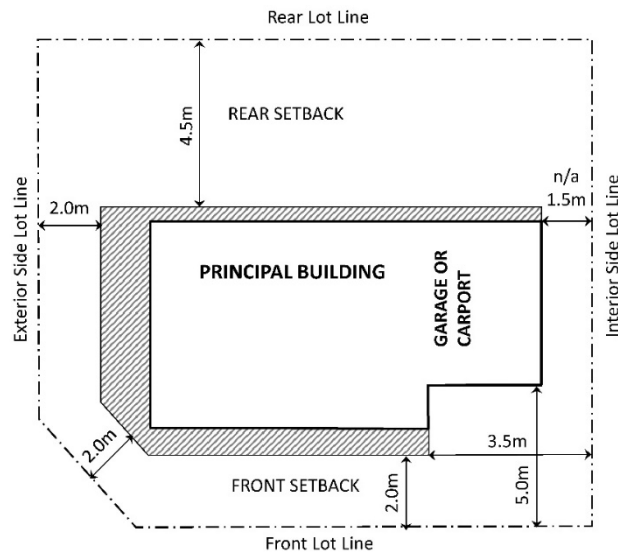 Rear Lot Line
REAR SETBACK
4.5m
n/a
1.5m
2.0m
Exterior Side Lot Line
Interior Side Lot Line
PRINCIPAL BUILDING
GARAGE OR
CARPORT
2.0m
FRONT SETBACK
2.0m
3.5m
5.0m
Front Lot Line